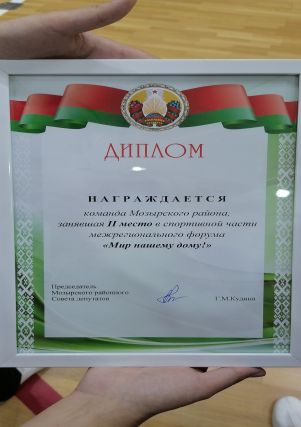 ДИПЛОМ
НАГРАЖДАЕТСЯ
команда Мозырского района,
занявшая II место в спортивной части
межрегионального форума
«Мир нашему дому!»
Председатель
Мозырского районного
Совета депутатов
Г.М.Кудина